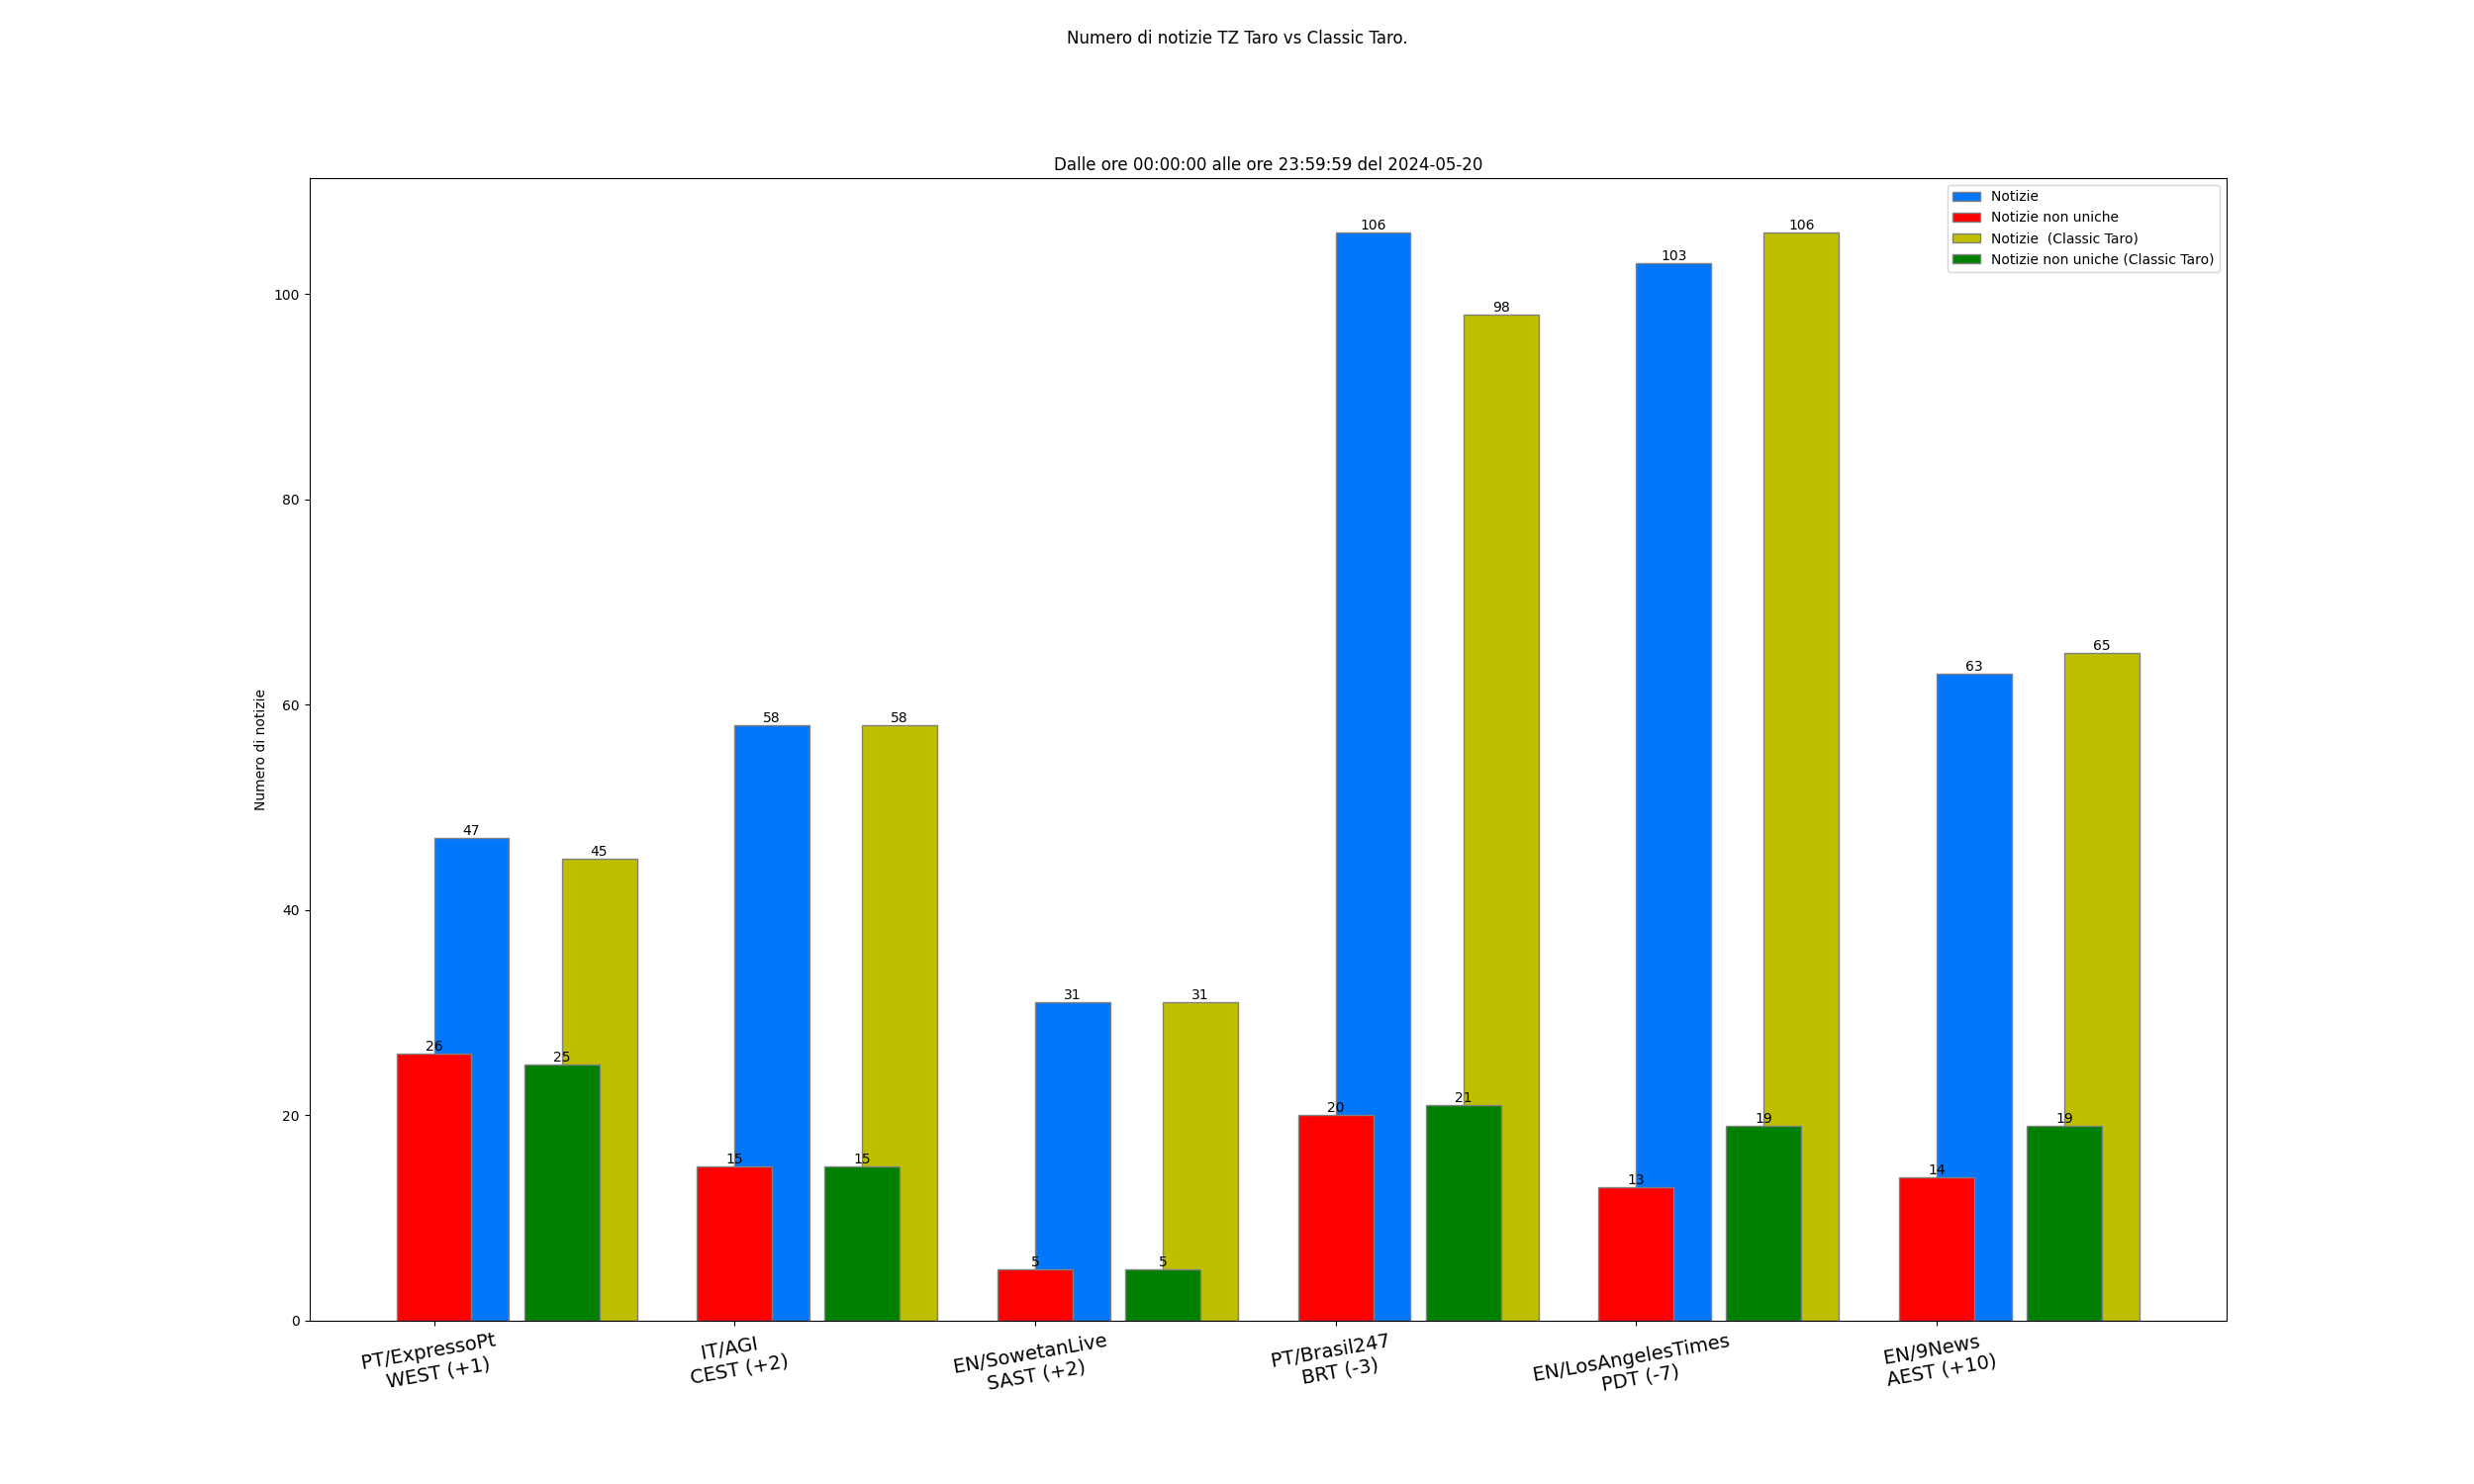 Numero di notizie TZ Taro vs Classic Taro.
Dalle ore 00:00:00 alle ore 23:59:59 del 2024-05-20
Notizie
Notizie non uniche
Notizie  (Classic Taro)
Notizie non uniche (Classic Taro)
Numero di notizie
100
80
60
40
20
0
47
45
26
25
58
58
15
15
31
31
5
5
106
98
20
21
103
106
13
19
63
65
14
19
PT/ExpressoPt
WEST (+1)
IT/AGI
CEST (+2)
EN/SowetanLive
SAST (+2)
PT/Brasil247
BRT (-3)
EN/LosAngelesTimes
PDT (-7)
EN/9News
AEST (+10)